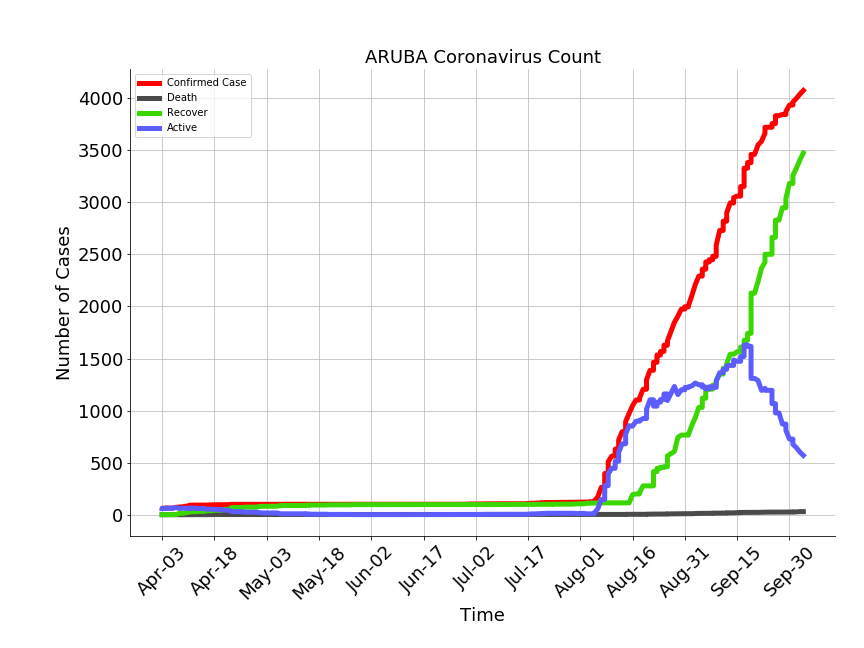 ARUBA Coronavirus Count
Confirmed Case
Death
Recover
Active
Number of Cases
4000
3500
3000
2500
2000
1500
1000
500
0
Apr-03
Apr-18
May-03
May-18
Jun-02
Jun-17
Jul-02
Jul-17
Aug-01
Aug-16
Aug-31
Sep-15
Sep-30
Time